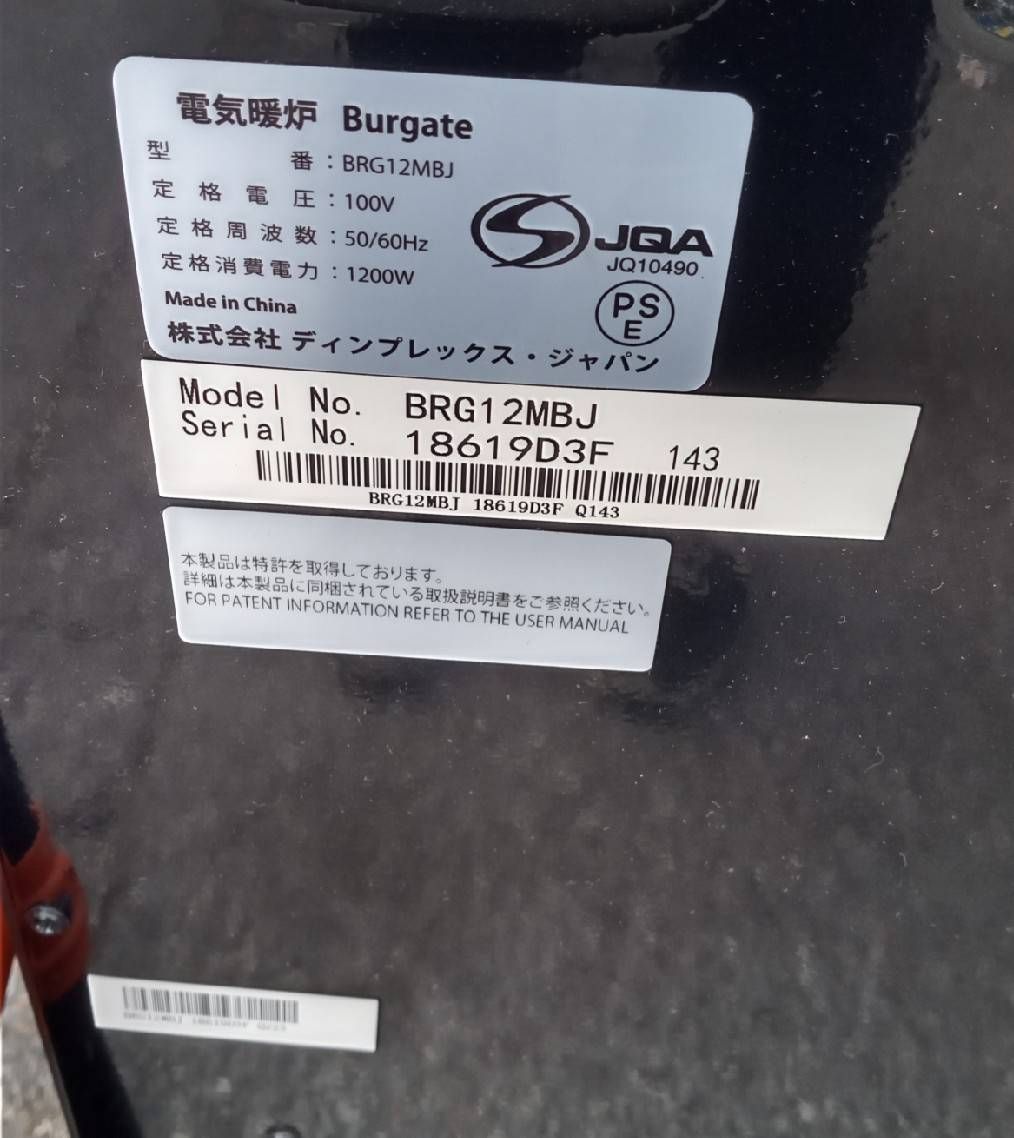 電気暖炉 Burgate
型 番：BRG12MBJ
定 格 電 圧：100V
定格周波数：50/60Hz
定格消費電力：1200W
Made in China
株式会社 ディンプレックス・ジャパン
JQA
JQ10490
PS
E
Model No. BRG12MBJ
Serial No. 18619D3F 143
BRG12MBJ 18619D3F Q143
本製品は特許を取得しております。
詳細は本製品に同梱されている取扱説明書をご参照ください。
FOR PATENT INFORMATION REFER TO THE USER MANUAL